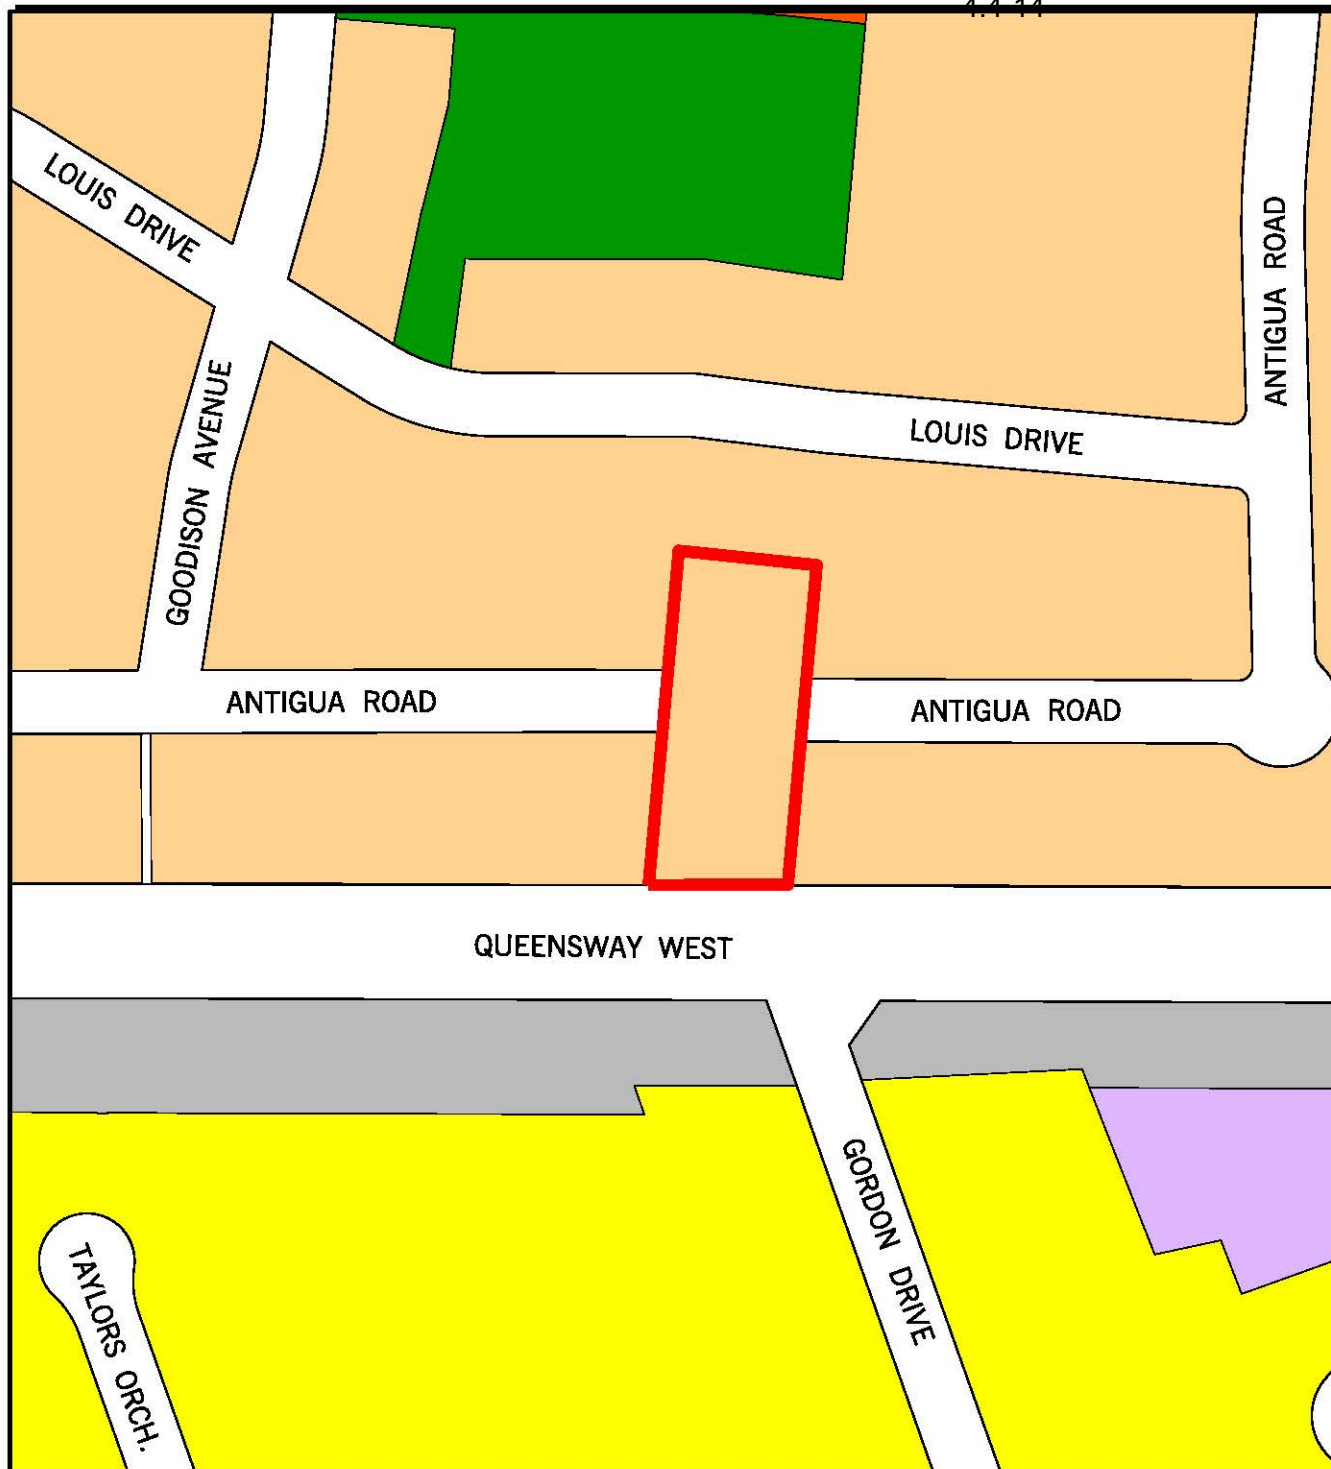 LOUIS DRIVE
ANTIGUA ROAD
GOODISON AVENUE
LOUIS DRIVE
ANTIGUA ROAD
ANTIGUA ROAD
QUEENSWAY WEST
GORDON DRIVE
TAYLORS ORCH.